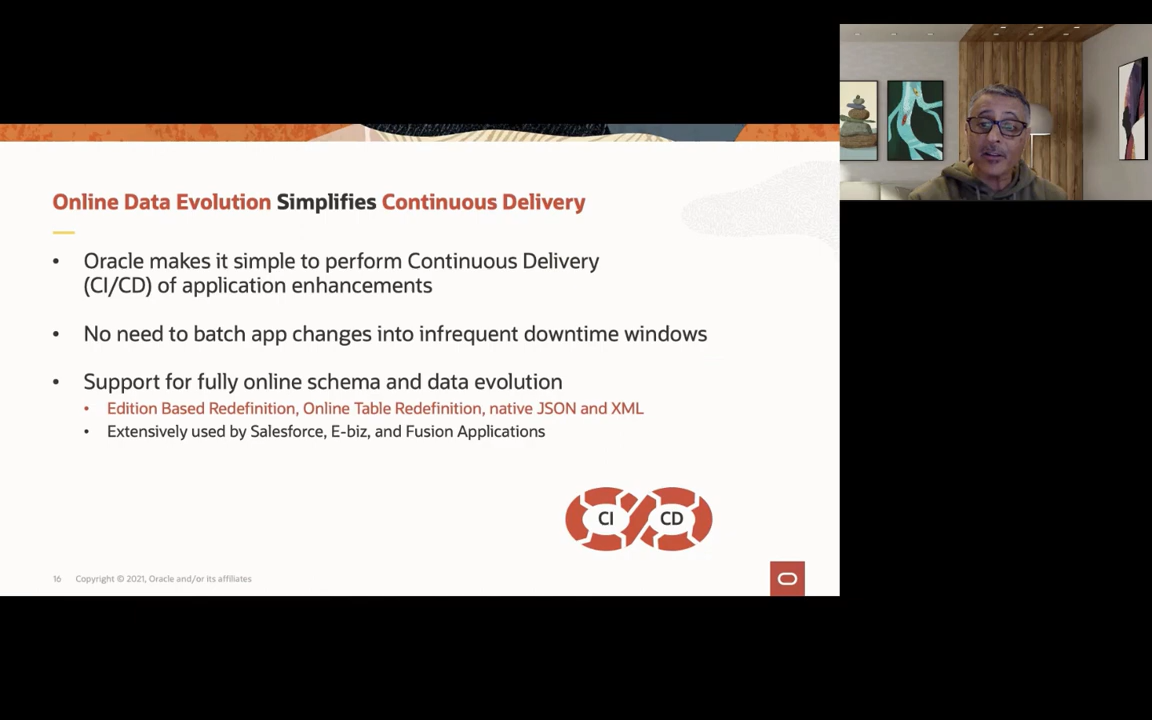 Online Data Evolution Simplifies Continuous Delivery
• Oracle makes it simple to perform Continuous Delivery
(CI/CD) of application enhancements
• No need to batch app changes into infrequent downtime windows
• Support for fully online schema and data evolution
• Edition Based Redefinition, Online Table Redefinition, native JSON and XML
• Extensively used by Salesforce, E-biz, and Fusion Applications
CI CD
16 Copyright © 2021, Oracle and/or its affiliates